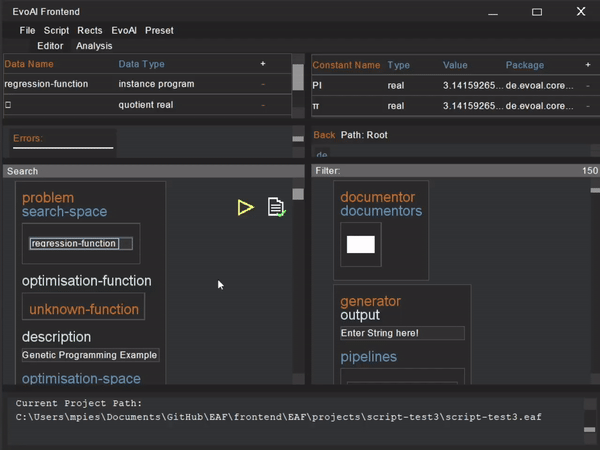 EvoAl Frontend
File Script Rects EvoAl Preset
Editor Analysis
Data Name Data Type +
regression-function instance program -
quotient real -
Constant Name Type Value Package +
PI real 3.14159265... de.evoal.core... -
π real 3.14159265... de.evoal.core... -
Errors:
Back Path: Root
de
Search
Filter: 150
problem
search-space
regression-function
optimisation-function
unknown-function
description
Genetic Programming Example
optimisation-space
documentor
documentors
generator
output
Enter String here!
pipelines
Current Project Path:
C:\Users\mpies\Documents\GitHub\EAF\frontend\EAF\projects\script-test3\script-test3.eaf